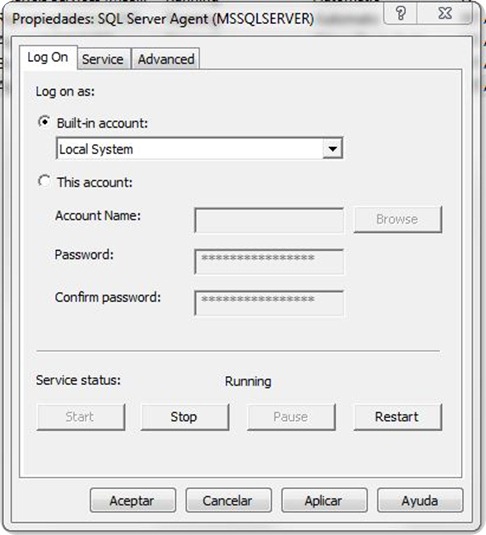 Propiedades: SQL Server Agent (MSSQLSERVER)
Log On Service Advanced
Log on as:
Built-in account:
Local System
This account:
Account Name:
Browse
Password:
****************
Confirm password:
****************
Service status: Running
Start Stop Pause Restart
Aceptar Cancelar Aplicar Ayuda